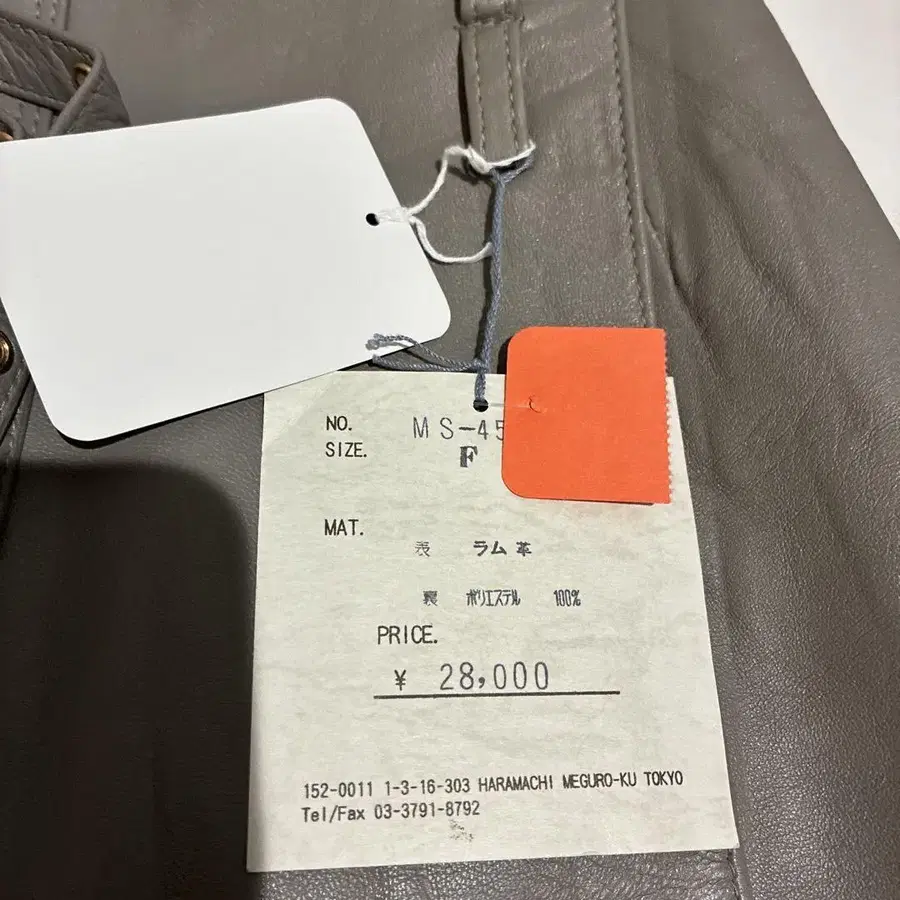 NO. MS-45
SIZE. F
MAT.
表 ラム革
裏 ポリエステル 100%
PRICE.
¥ 28,000
152-0011 1-3-16-303 HARAMACHI MEGURO-KU TOKYO
Tel/Fax 03-3791-8792